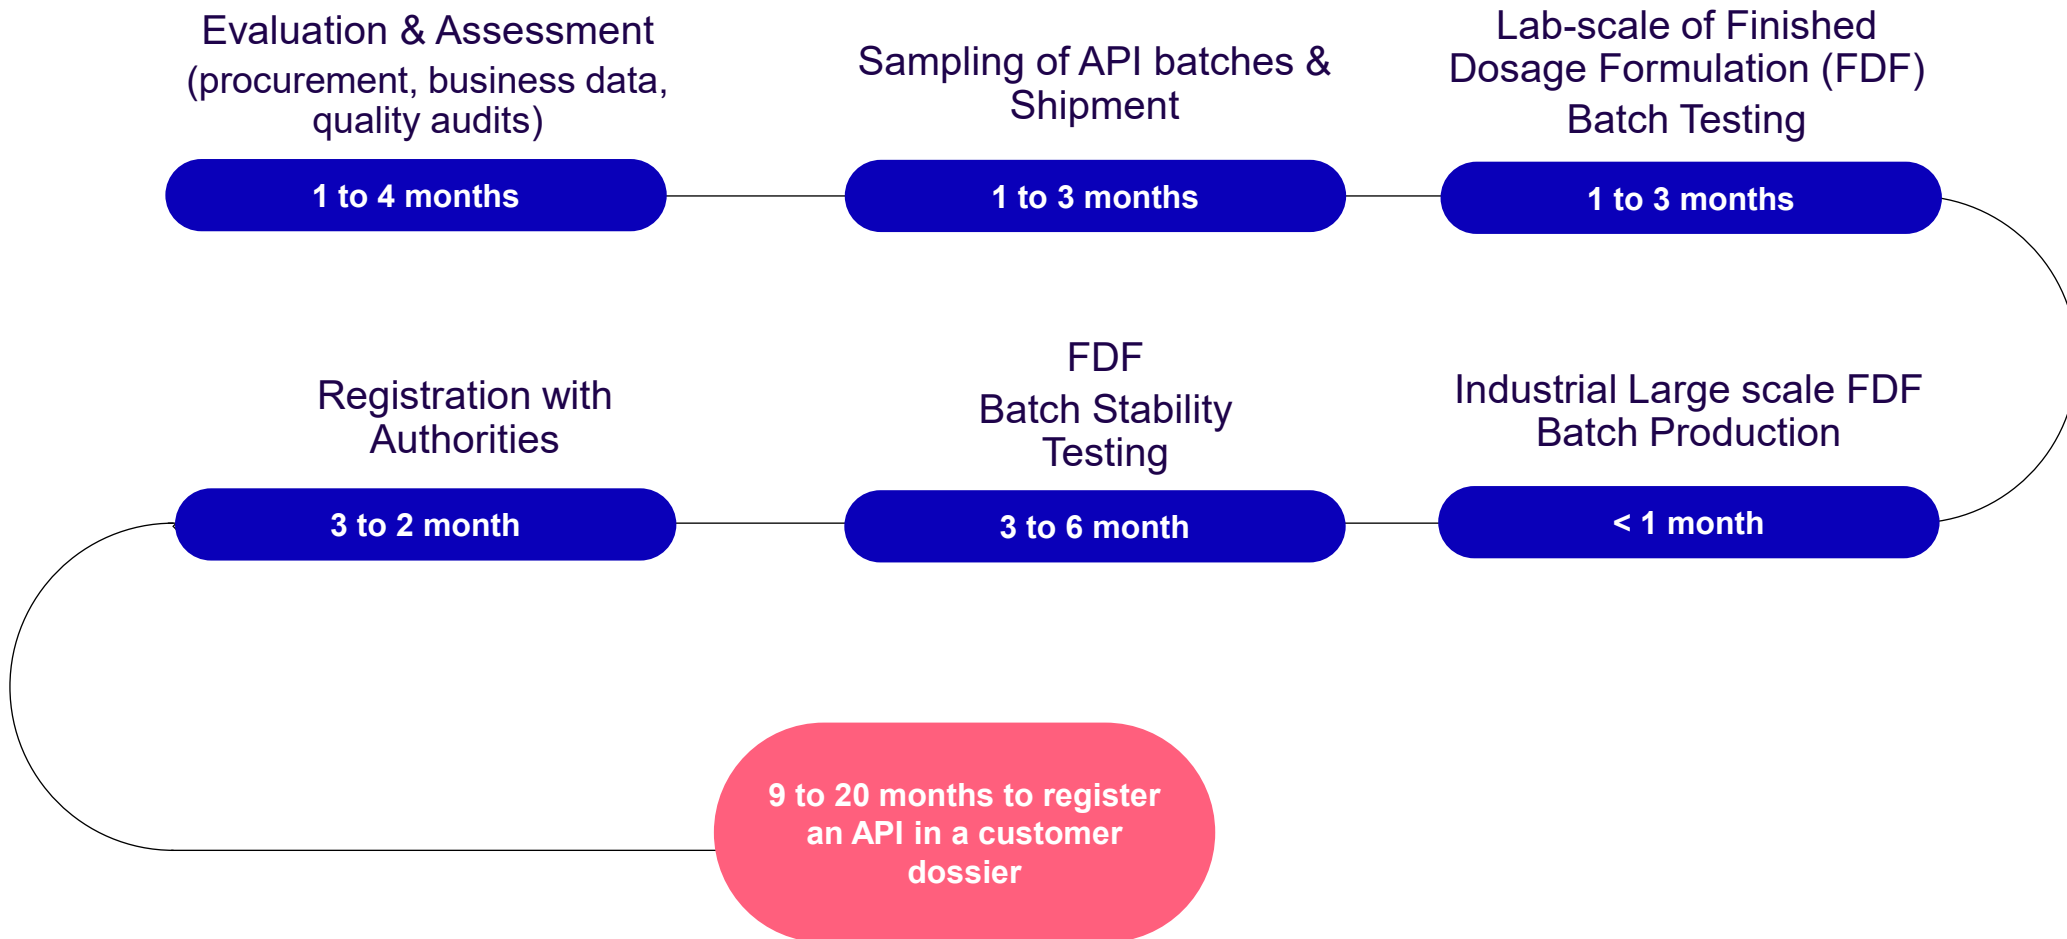 Evaluation & Assessment
(procurement, business data,
quality audits)
1 to 4 months
Sampling of API batches &
Shipment
1 to 3 months
Lab-scale of Finished
Dosage Formulation (FDF)
Batch Testing
1 to 3 months
Industrial Large scale FDF
Batch Production
< 1 month
FDF
Batch Stability
Testing
3 to 6 month
Registration with
Authorities
3 to 2 month
9 to 20 months to register
an API in a customer
dossier